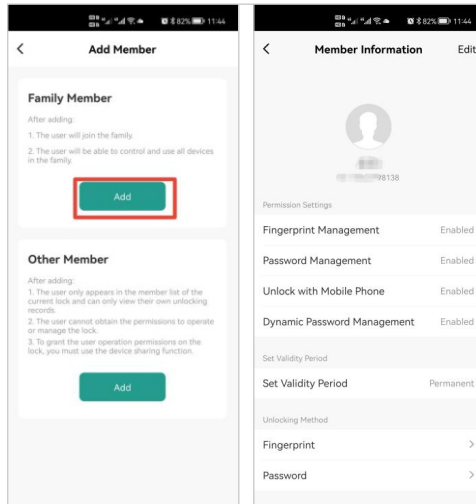 82% 11:44
Add Member
Family Member
After adding:
1. The user will join the family.
2. The user will be able to control and use all devices
in the family.
Add
Other Member
After adding:
1. The user only appears in the member list of the
current lock and can only view their own unlocking
records.
2. The user cannot obtain the permissions to operate
or manage the lock.
3. To grant the user operation permissions on the
lock, you must use the device sharing function.
Add
82% 11:44
Member Information Edit
98138
Permission Settings
Fingerprint Management Enabled
Password Management Enabled
Unlock with Mobile Phone Enabled
Dynamic Password Management Enabled
Set Validity Period
Set Validity Period Permanent
Unlocking Method
Fingerprint
Password